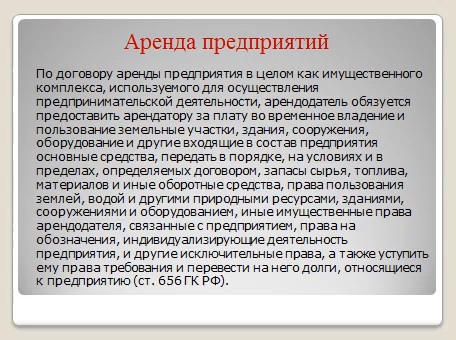 Аренда предприятий
По договору аренды предприятия в целом как имущественного
комплекса, используемого для осуществления
предпринимательской деятельности, арендодатель обязуется
предоставить арендатору за плату во временное владение и
пользование земельные участки, здания, сооружения,
оборудование и другие входящие в состав предприятия
основные средства, передать в порядке, на условиях и в
пределах, определяемых договором, запасы сырья, топлива,
материалов и иные оборотные средства, права пользования
землей, водой и другими природными ресурсами, зданиями,
сооружениями и оборудованием, иные имущественные права
арендодателя, связанные с предприятием, права на
обозначения, индивидуализирующие деятельность
предприятия, и другие исключительные права, а также уступить
ему права требования и перевести на него долги, относящиеся
к предприятию (ст. 656 ГК РФ).